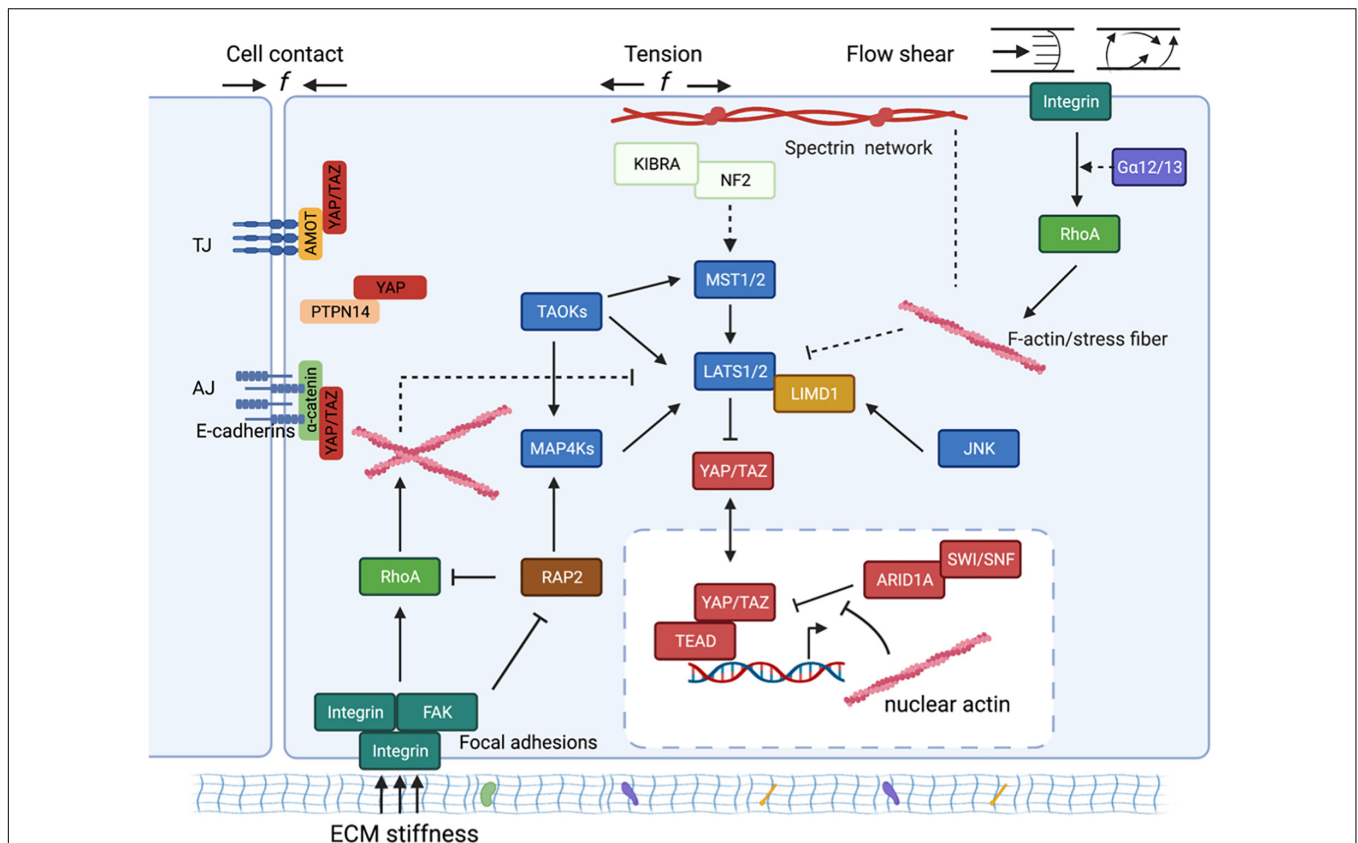 Cell contact
f
Tension
f
Flow shear
Integrin
Spectrin network
KIBRA
NF2
Gα12/13
RhoA
YAP/TAZ
AMOT
TJ
YAP
PTPN14
MST1/2
TAOKs
F-actin/stress fiber
LATS1/2
LIMD1
AJ
E-cadherins
α-catenin
YAP/TAZ
MAP4Ks
JNK
YAP/TAZ
RhoA
RAP2
SWI/SNF
ARID1A
YAP/TAZ
TEAD
nuclear actin
Integrin
FAK
Integrin
Focal adhesions
ECM stiffness